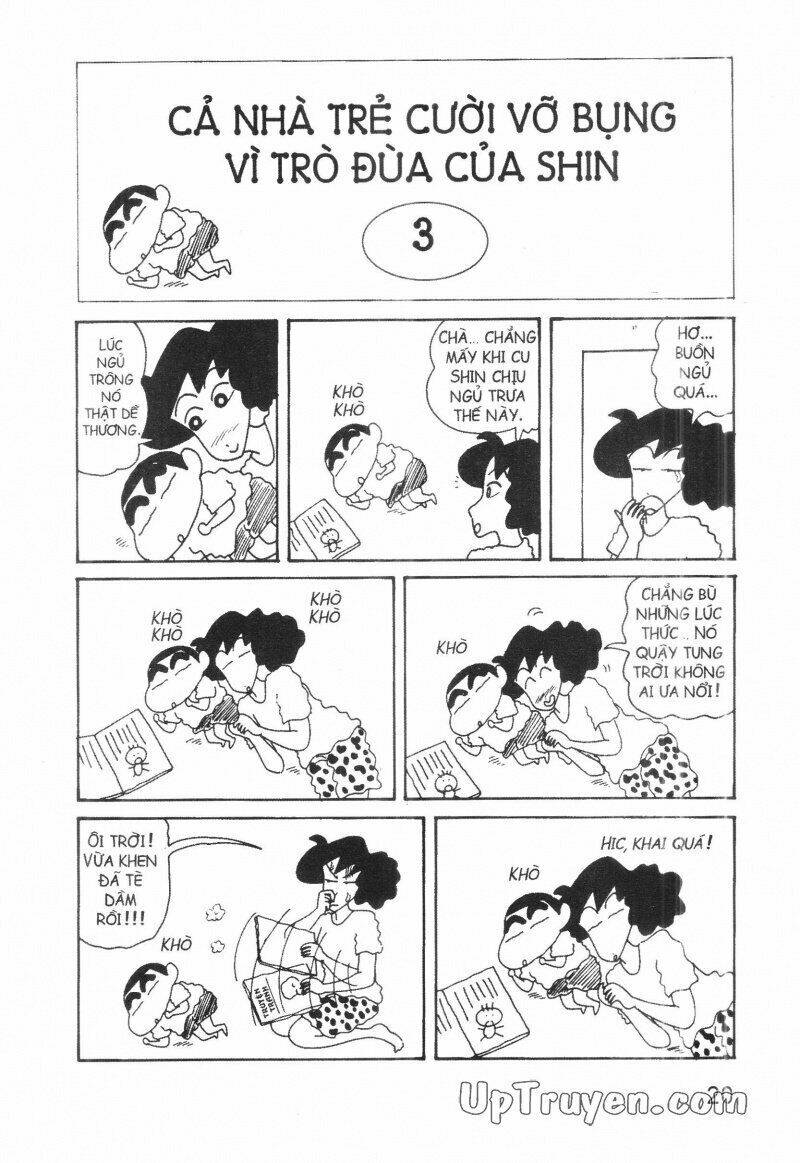 CẢ NHÀ TRẺ CƯỜI VỠ BỤNG
VÌ TRÒ ĐÙA CỦA SHIN
3
HƠ...
BUỒN
NGỦ
QUÁ...
CHÀ... CHẲNG
MẤY KHI CU
SHIN CHỊU
NGỦ TRƯA
THẾ NÀY.
KHÒ
KHÒ
LÚC
NGỦ
TRÔNG
NÓ
THẬT DỄ
THƯƠNG.
CHẲNG BÙ
NHỮNG LÚC
THỨC... NÓ
QUẬY TUNG
TRỜI KHÔNG
AI ƯA NỔI!
KHÒ
KHÒ
KHÒ
KHÒ
KHÒ
HIC, KHAI QUÁ!
KHÒ
ÔI TRỜI!
VỪA KHEN
ĐÃ TÈ
DẦM
RỒI!!!
KHÒ
TRUYỆN
TRANH
UpTruyen.com